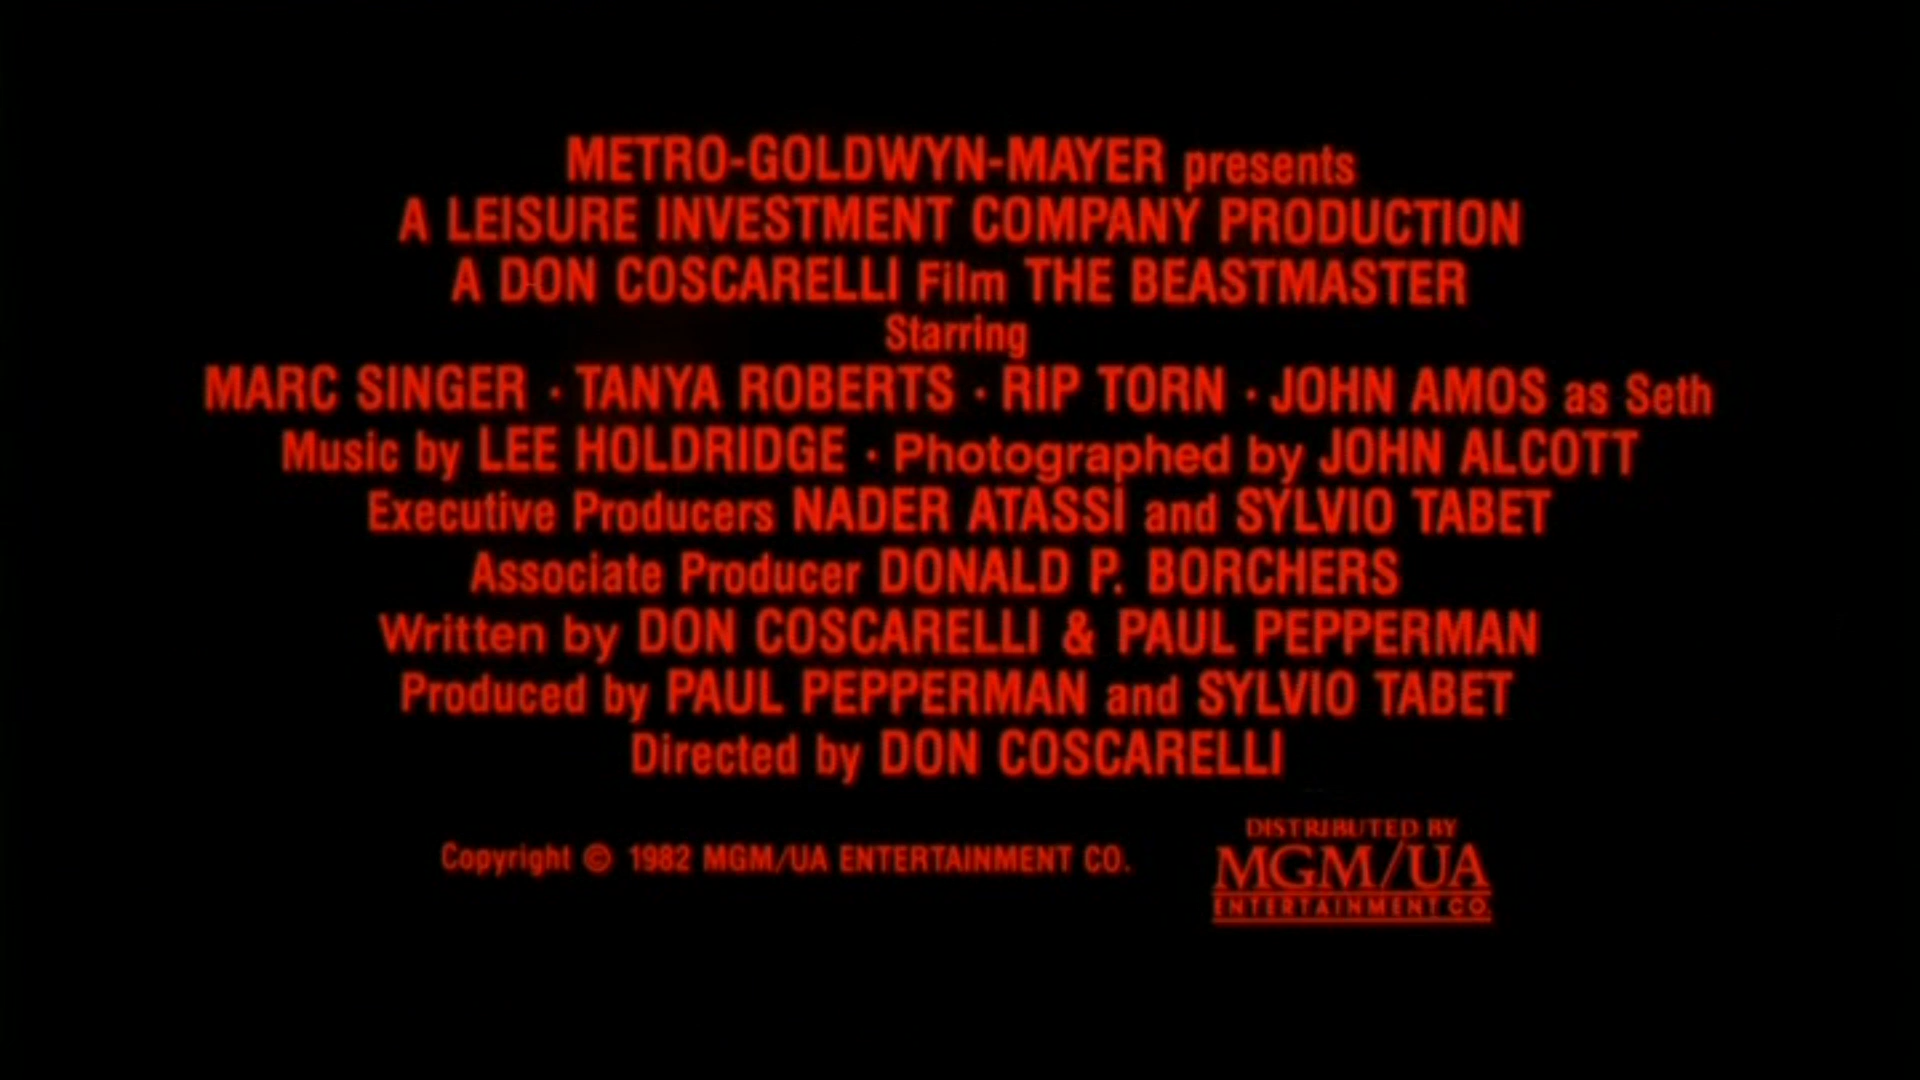 METRO-GOLDWYN-MAYER presents
A LEISURE INVESTMENT COMPANY PRODUCTION
A DON COSCARELLI Film THE BEASTMASTER
Starring
MARC SINGER · TANYA ROBERTS · RIP TORN · JOHN AMOS as Seth
Music by LEE HOLDRIDGE · Photographed by JOHN ALCOTT
Executive Producers NADER ATASSI and SYLVIO TABET
Associate Producer DONALD P. BORCHERS
Written by DON COSCARELLI & PAUL PEPPERMAN
Produced by PAUL PEPPERMAN and SYLVIO TABET
Directed by DON COSCARELLI
Copyright © 1982 MGM/UA ENTERTAINMENT CO.
DISTRIBUTED BY
MGM/UA
ENTERTAINMENT CO.